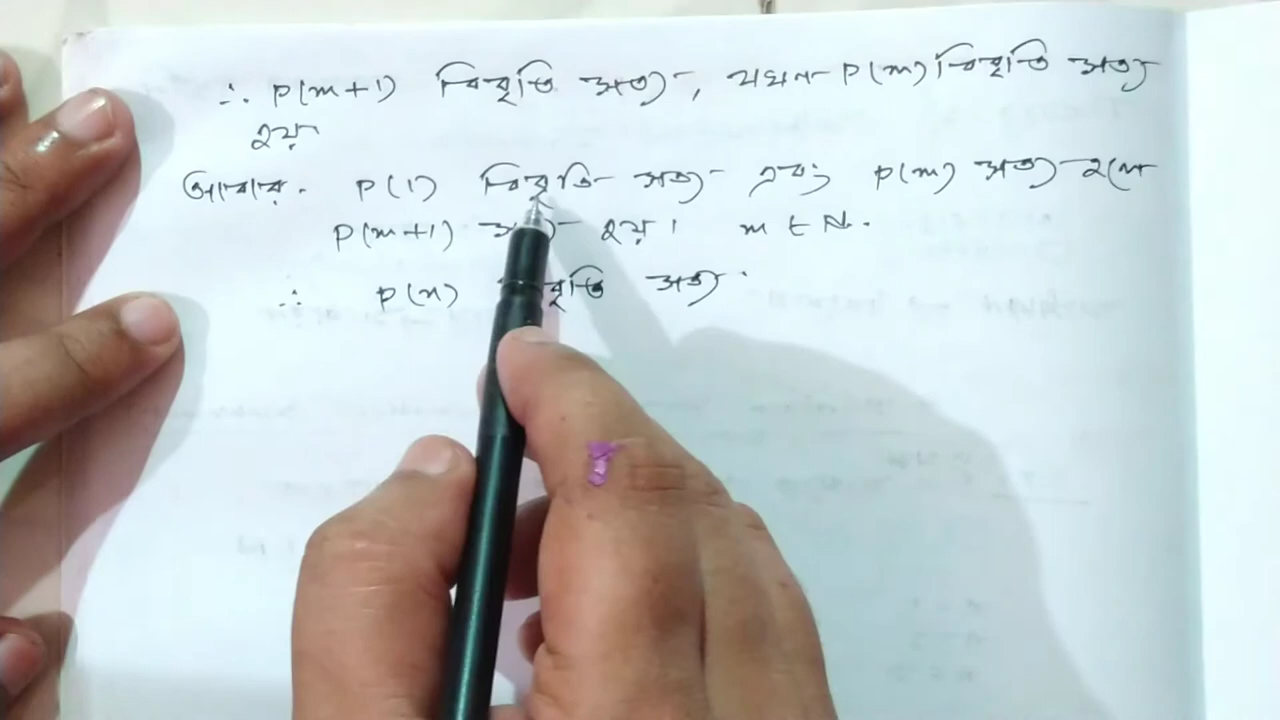 ∴ P(m+1) বিবৃতি সত্য, যখন P(m) বিবৃতি সত্য
হয়
আবার. P(1) বিবৃতি সত্য এবং P(m) সত্য হলে
P(m+1) সত্য হয়। m ∈ N.
∴ P(n) বিবৃতি সত্য.